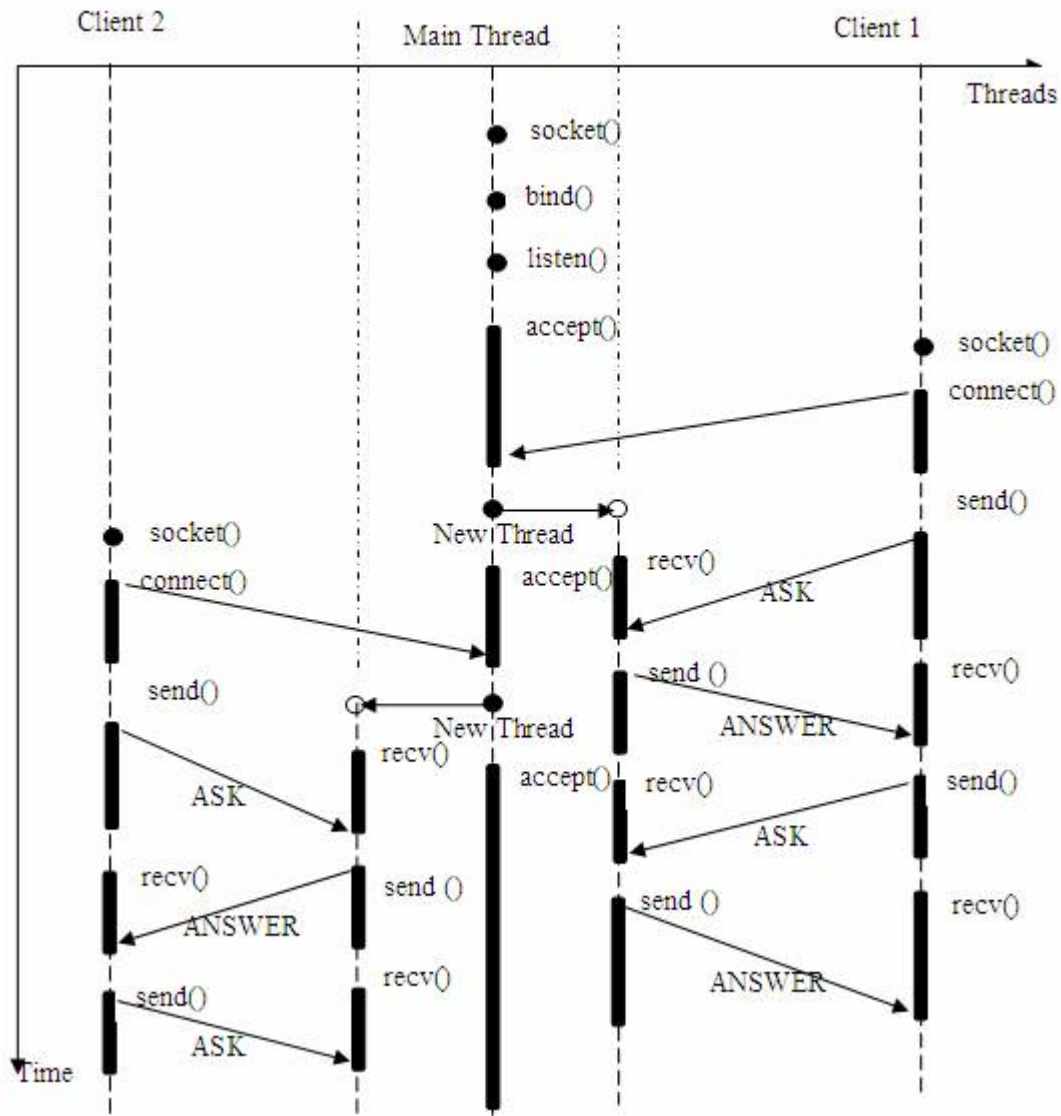 Client 2
Main Thread
Client 1
Threads
socket()
bind()
listen()
accept()
socket()
connect()
send()
New Thread
socket()
connect()
accept()
recv()
ASK
send()
send ()
recv()
New Thread
ANSWER
recv()
accept()
recv()
send()
ASK
ASK
recv()
send ()
send ()
recv()
ANSWER
recv()
ANSWER
send()
ASK
Time